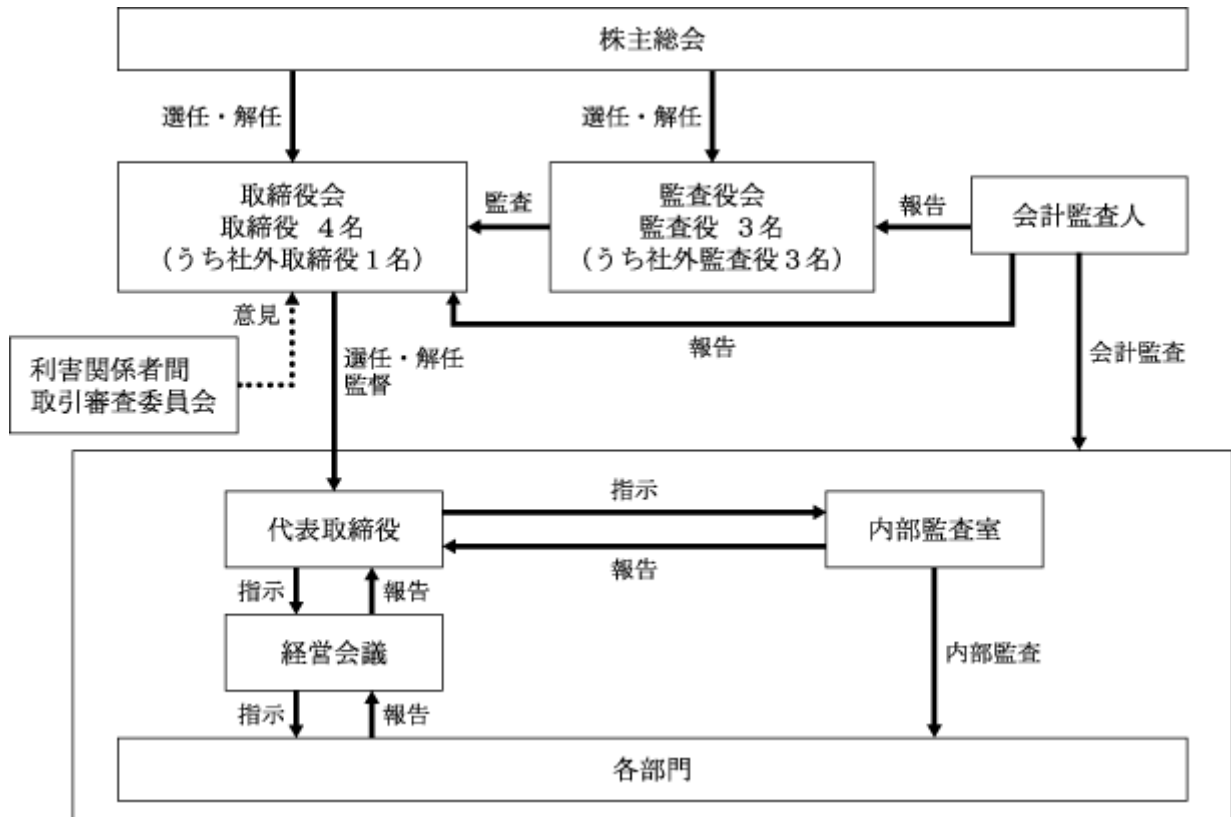 株主総会
選任・解任
選任・解任
取締役会
取締役 4名
(うち社外取締役1名)
監査
監査役会
監査役 3名
(うち社外監査役3名)
報告
会計監査人
意見
報告
利害関係者間
取引審査委員会
選任・解任
監督
会計監査
代表取締役
指示
報告
内部監査室
指示
報告
経営会議
内部監査
指示
報告
各部門